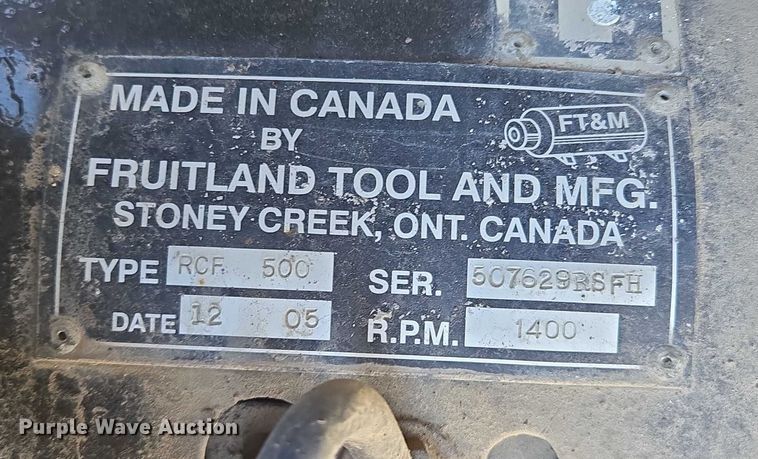 MADE IN CANADA
BY
FT&M
FRUITLAND TOOL AND MFG.
STONEY CREEK, ONT. CANADA
TYPE RCF 500 SER. 507629RSFH
DATE 12 05 R.P.M. 1400
Purple Wave Auction